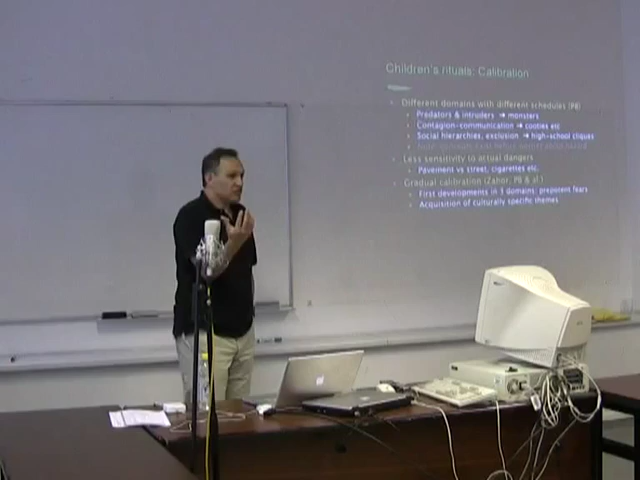 Children's rituals: Calibration
- Different domains with different schedules (PB)
- Predators & intruders → monsters
- Contagion-communication → cooties etc
- Social hierarchies, exclusion → high-school cliques
- Less sensitivity to actual dangers
- Pavement vs street, cigarettes etc.
- Gradual calibration (Zahor, PB & al.)
- First developments in 3 domains: prepotent fears
- Acquisition of culturally specific themes